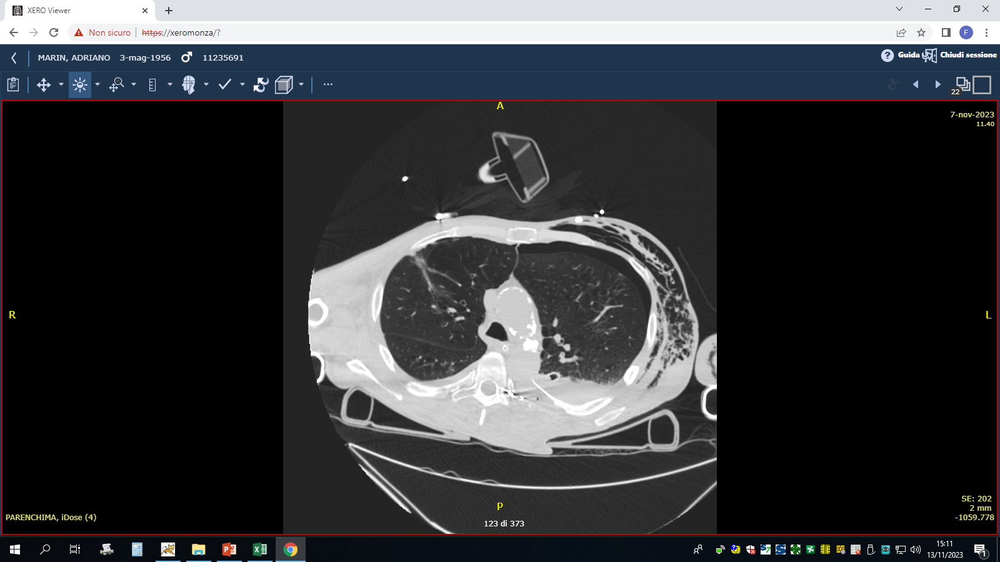 XERO Viewer
Non sicuro
https://xeromonza/?
F
MARIN, ADRIANO 3-mag-1956 11235691
? Guida Chiudi sessione
22
A
7-nov-2023
11.40
R
L
P
SE: 202
2 mm
-1059.778
PARENCHIMA, iDose (4)
123 di 373
15:11
13/11/2023
1